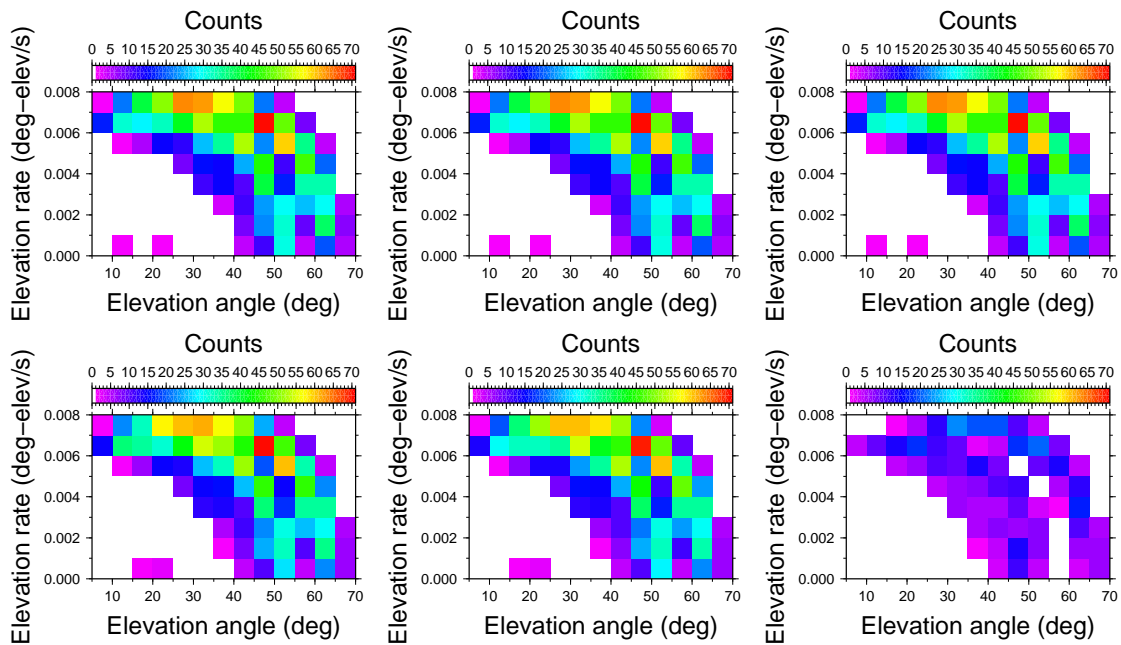 Counts Counts Counts
0 5 10 15 20 25 30 35 40 45 50 55 60 65 70 0 5 10 15 20 25 30 35 40 45 50 55 60 65 70 0 5 10 15 20 25 30 35 40 45 50 55 60 65 70
Elevation rate (deg−elev/s) Elevation rate (deg−elev/s) Elevation rate (deg−elev/s)
0.008 0.008 0.008
0.006 0.006 0.006
0.004 0.004 0.004
0.002 0.002 0.002
0.000 0.000 0.000
10 20 30 40 50 60 70 10 20 30 40 50 60 70 10 20 30 40 50 60 70
Elevation angle (deg) Elevation angle (deg) Elevation angle (deg)
Counts Counts Counts
0 5 10 15 20 25 30 35 40 45 50 55 60 65 70 0 5 10 15 20 25 30 35 40 45 50 55 60 65 70 0 5 10 15 20 25 30 35 40 45 50 55 60 65 70
Elevation rate (deg−elev/s) Elevation rate (deg−elev/s) Elevation rate (deg−elev/s)
0.008 0.008 0.008
0.006 0.006 0.006
0.004 0.004 0.004
0.002 0.002 0.002
0.000 0.000 0.000
10 20 30 40 50 60 70 10 20 30 40 50 60 70 10 20 30 40 50 60 70
Elevation angle (deg) Elevation angle (deg) Elevation angle (deg)